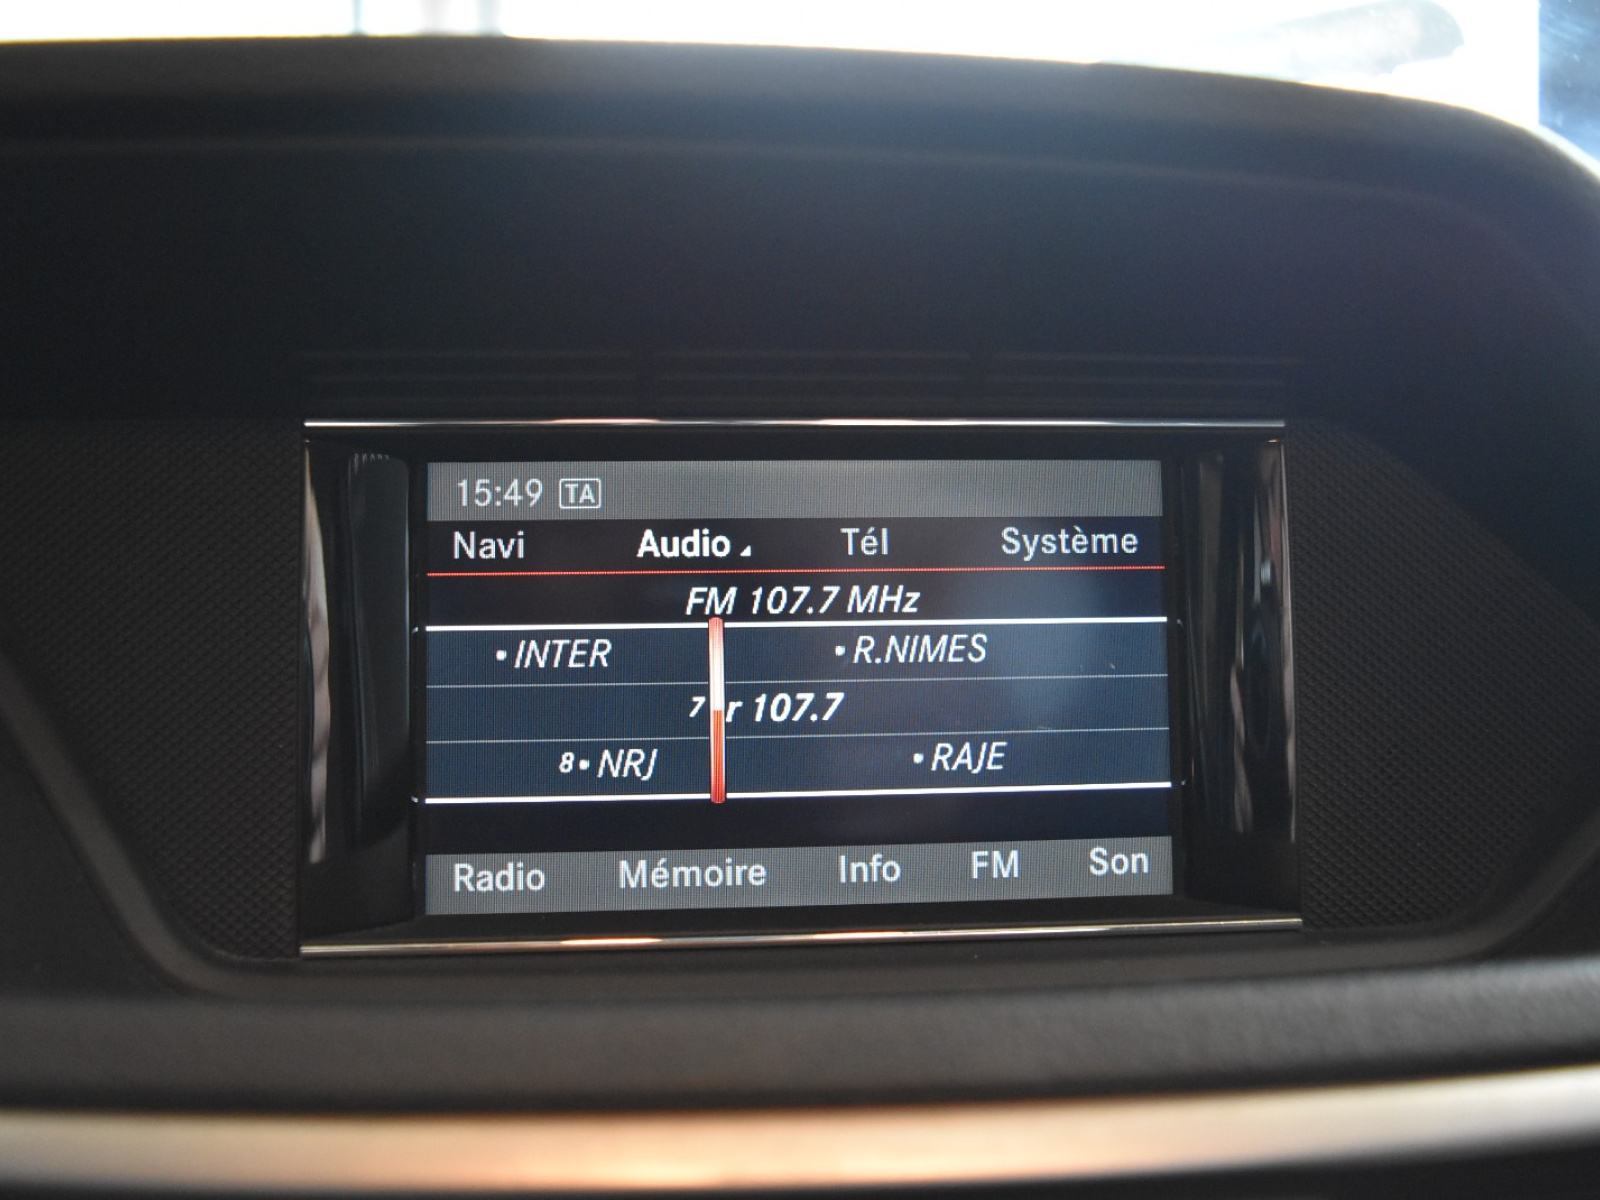 15:49 TA
Navi Audio Tél Système
FM 107.7 MHz
•INTER •R.NIMES
7 r 107.7
8• NRJ •RAJE
Radio Mémoire Info FM Son